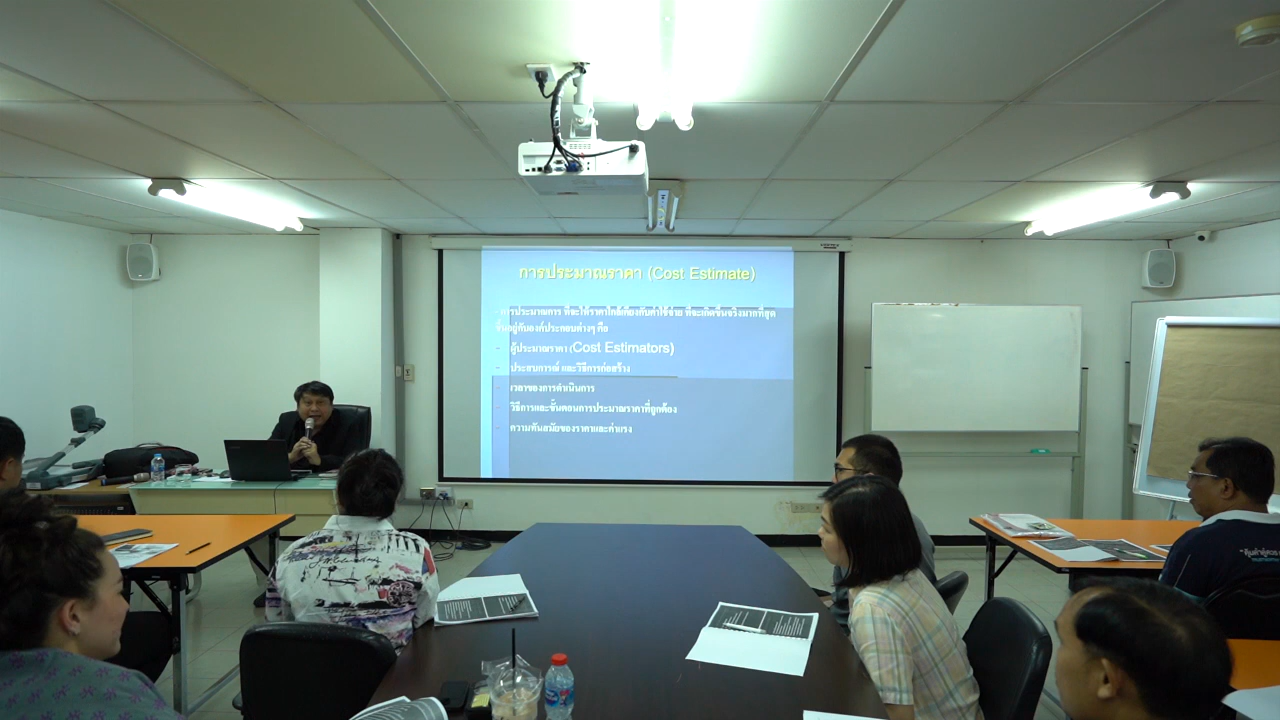 การประมาณราคา (Cost Estimate)
- การประมาณการ ที่จะให้ราคาใกล้เคียงกับค่าใช้จ่าย ที่จะเกิดขึ้นจริงมากที่สุด
ขึ้นอยู่กับองค์ประกอบต่างๆ คือ
- ผู้ประมาณราคา (Cost Estimators)
- ประสบการณ์ และวิธีการก่อสร้าง
- เวลาของการดำเนินการ
- วิธีการและขั้นตอนการประมาณราคาที่ถูกต้อง
- ความทันสมัยของราคาและค่าแรง